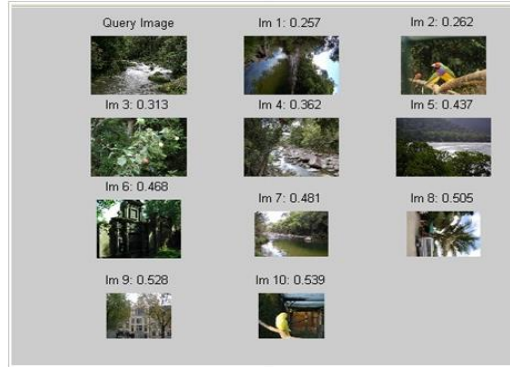 Query Image
Im 1: 0.257
Im 2: 0.262
Im 3: 0.313
Im 4: 0.362
Im 5: 0.437
Im 6: 0.468
Im 7: 0.481
Im 8: 0.505
Im 9: 0.528
Im 10: 0.539